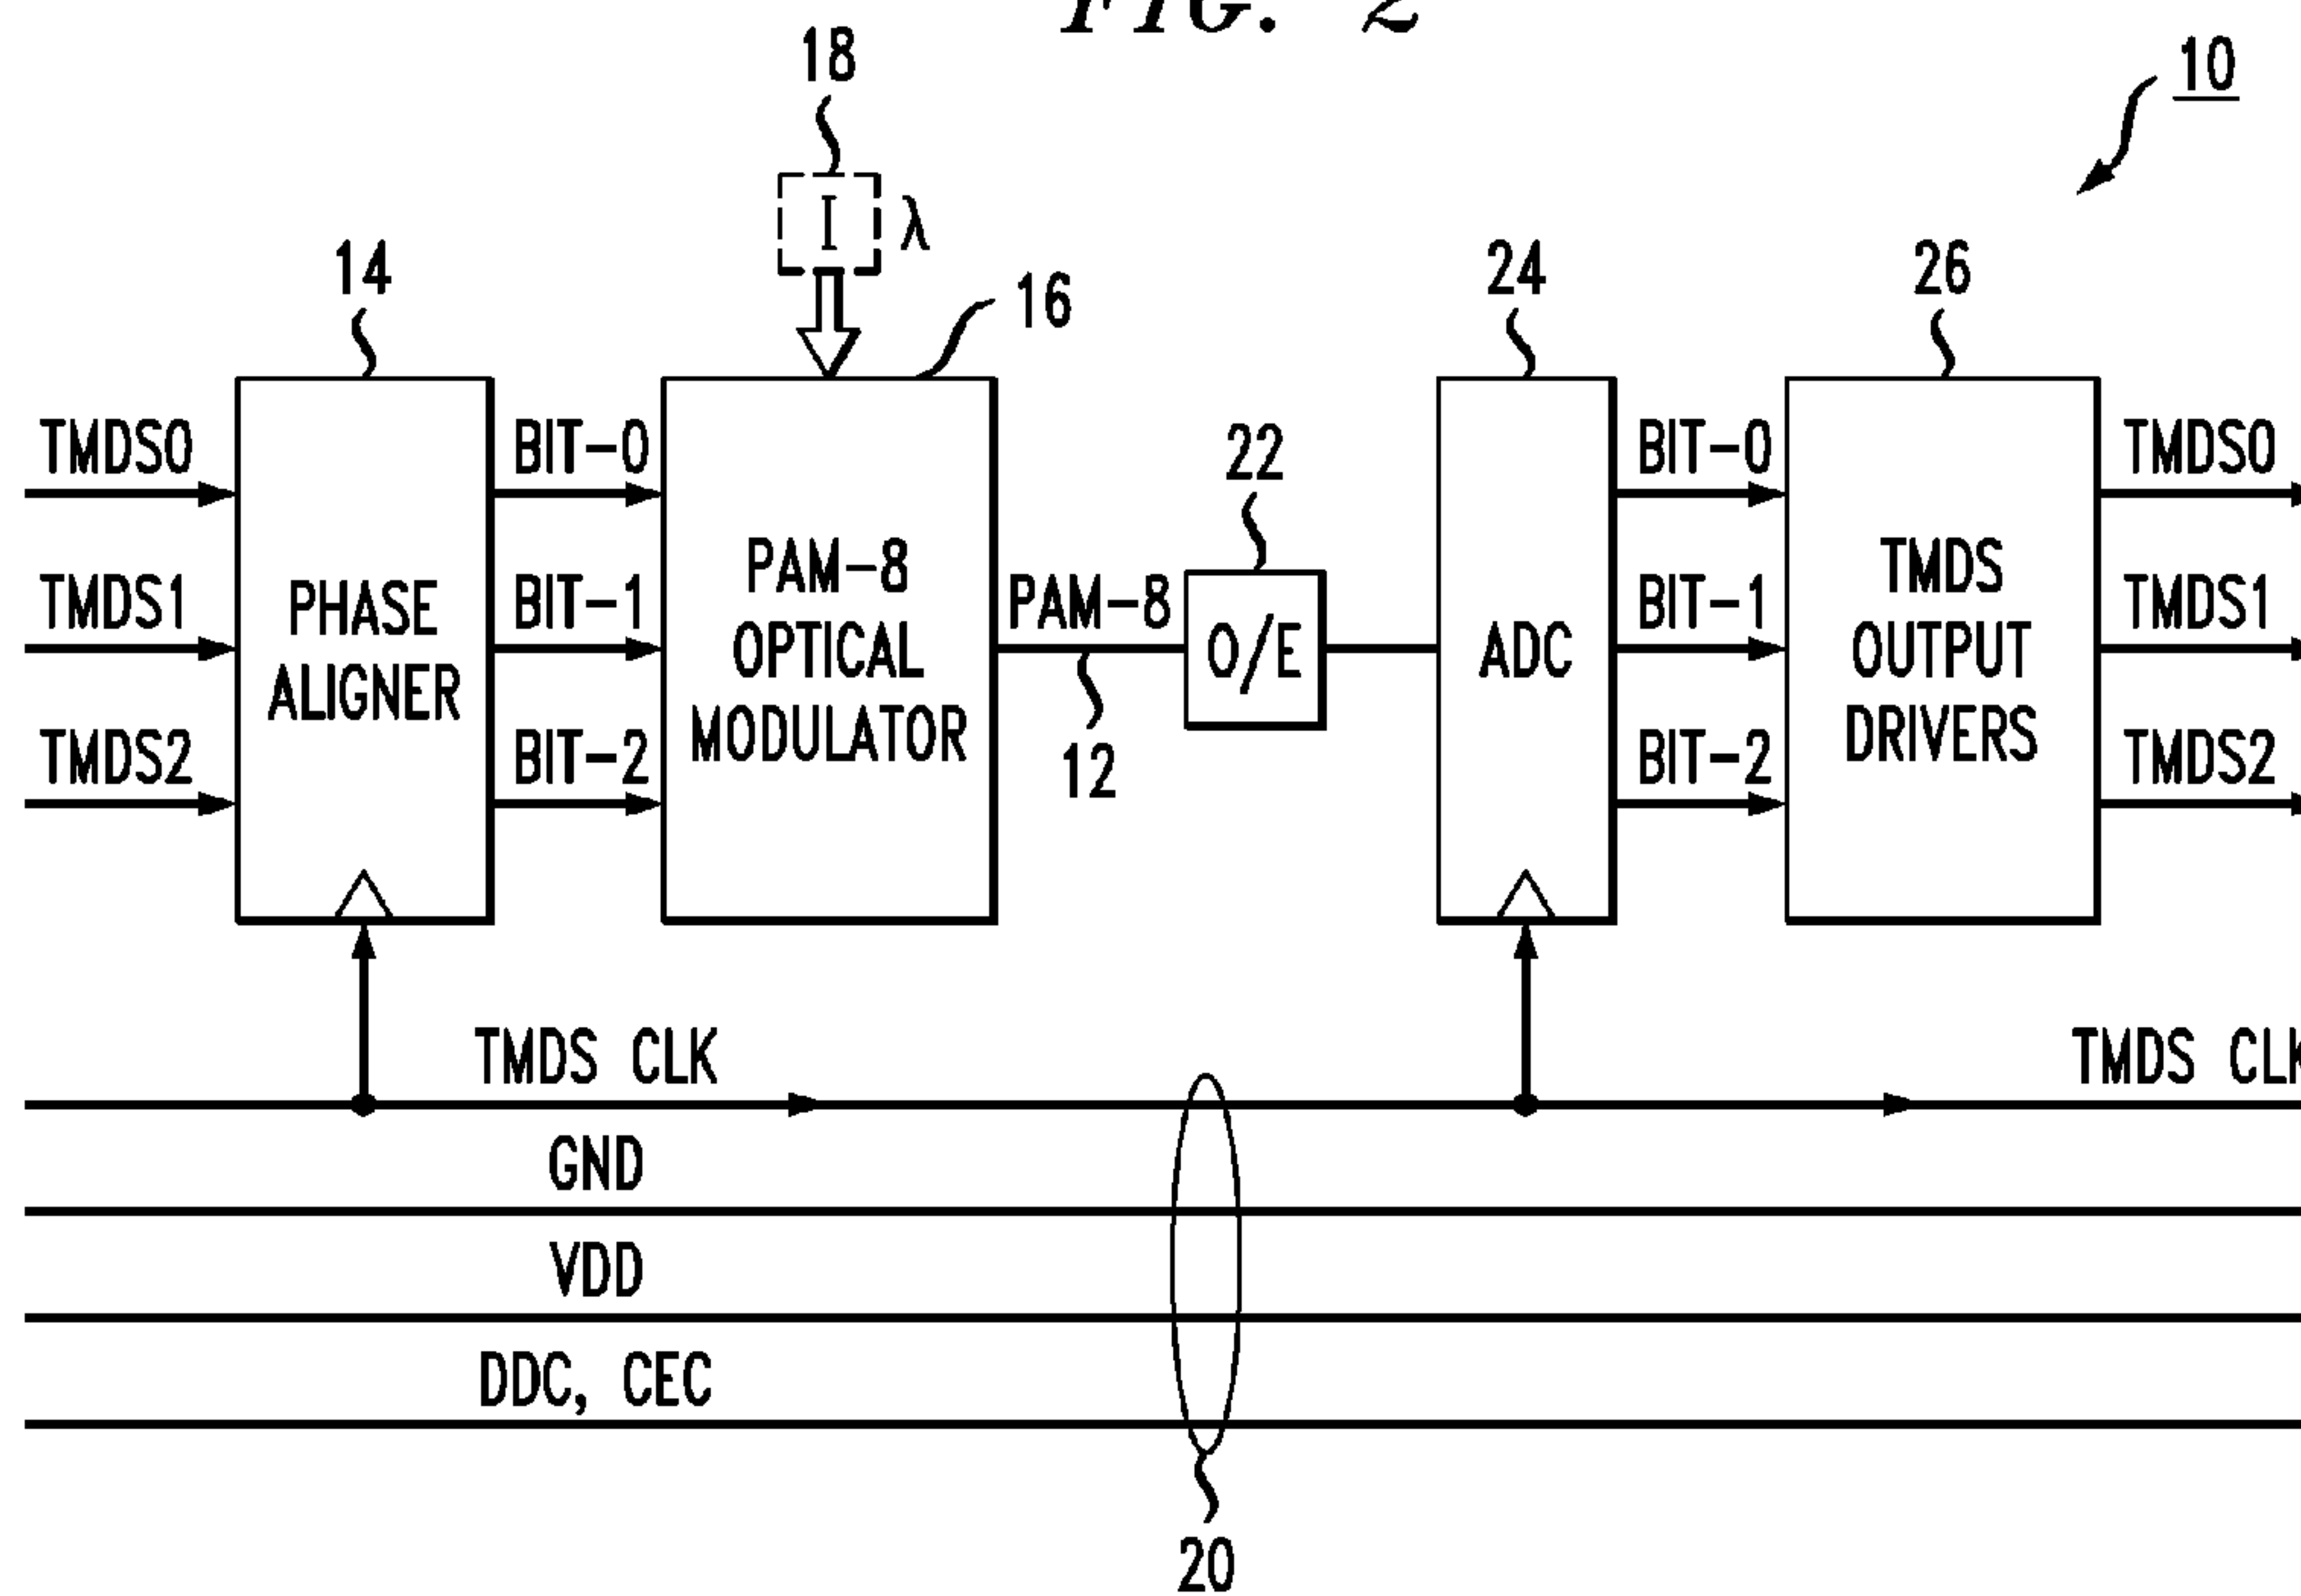 FIG. 2
18
10
I λ
14
16
24
26
TMDS0
BIT-0
22
BIT-0
TMDS0
TMDS1
PHASE
ALIGNER
BIT-1
PAM-8
OPTICAL
MODULATOR
PAM-8
O/E
ADC
BIT-1
TMDS
OUTPUT
DRIVERS
TMDS1
TMDS2
BIT-2
12
BIT-2
TMDS2
TMDS CLK
TMDS CLK
GND
VDD
DDC, CEC
20